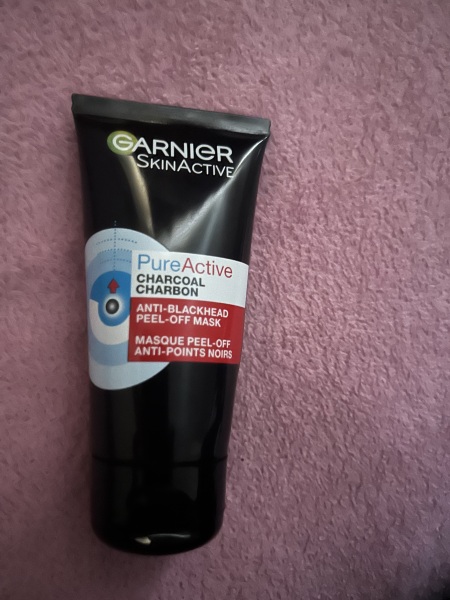 GARNIER
SKINACTIVE
PureActive
CHARCOAL
CHARBON
ANTI-BLACKHEAD
PEEL-OFF MASK
MASQUE PEEL-OFF
ANTI-POINTS NOIRS